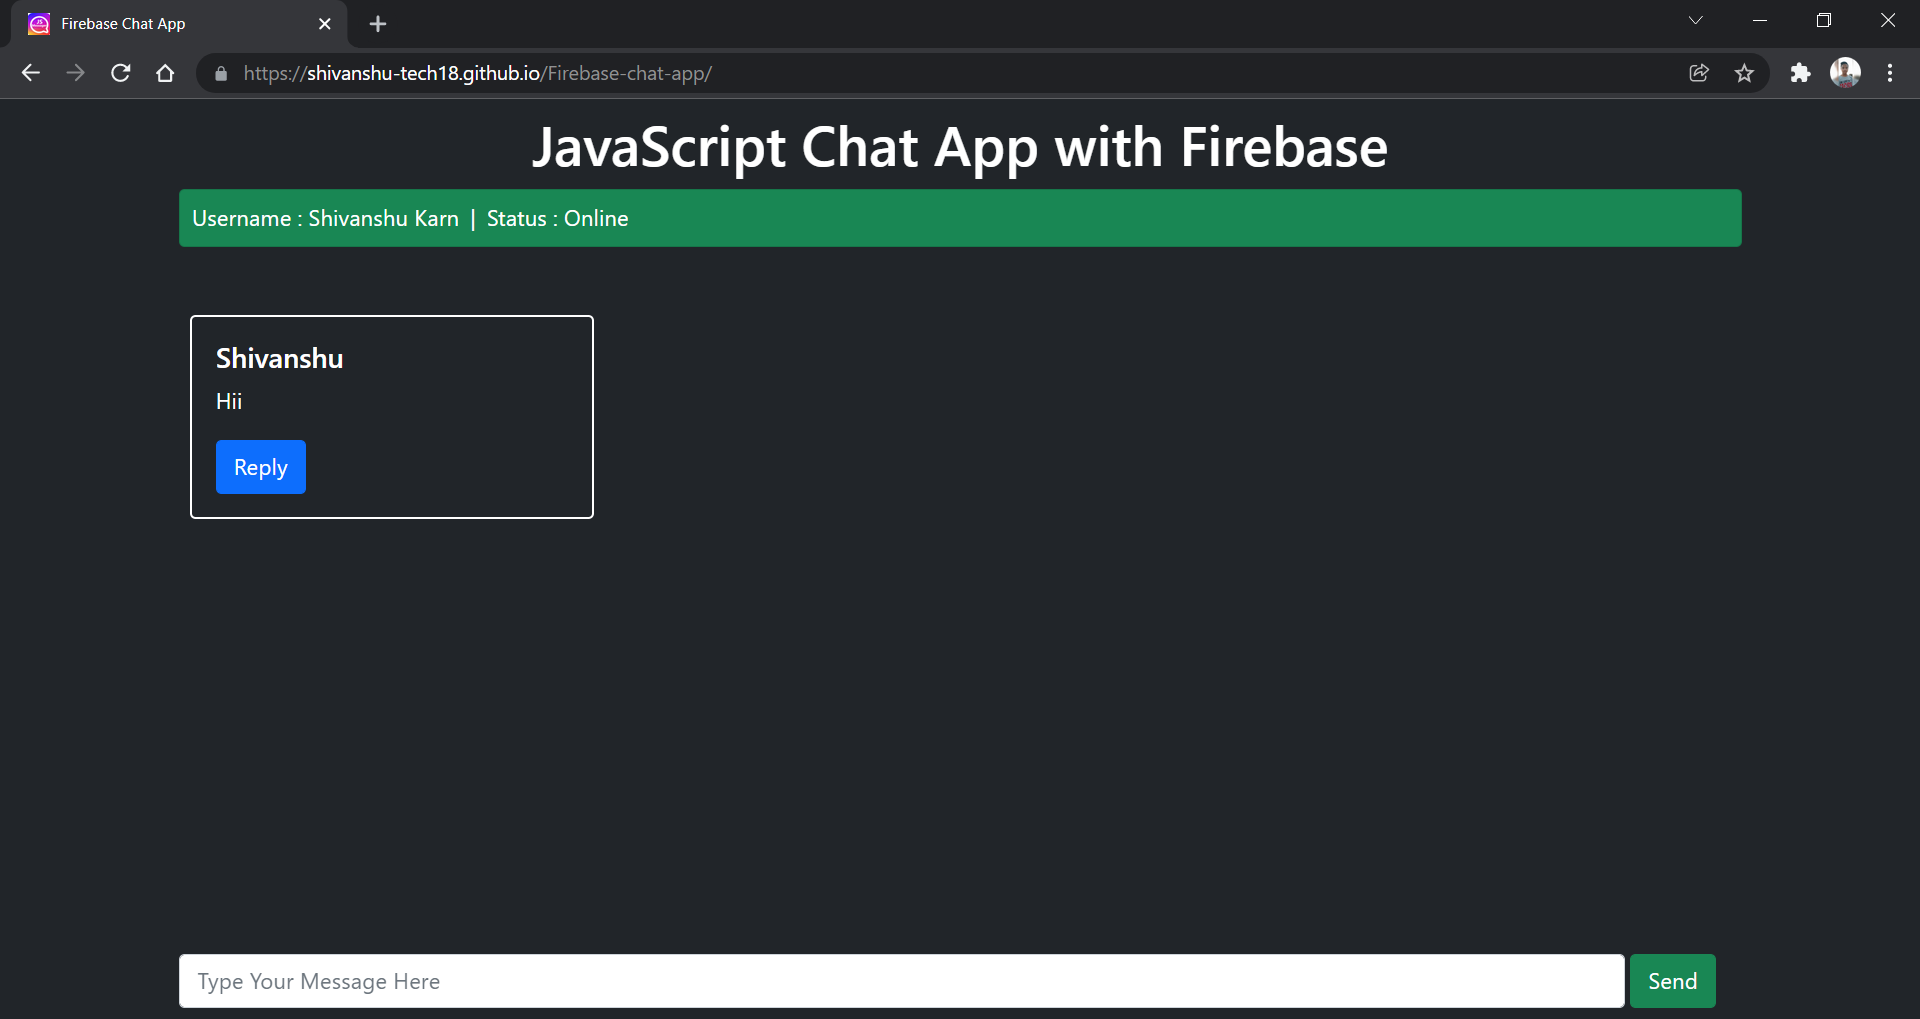 Firebase Chat App
https://shivanshu-tech18.github.io/Firebase-chat-app/
JavaScript Chat App with Firebase
Username : Shivanshu Karn | Status : Online
Shivanshu
Hii
Reply
Type Your Message Here
Send